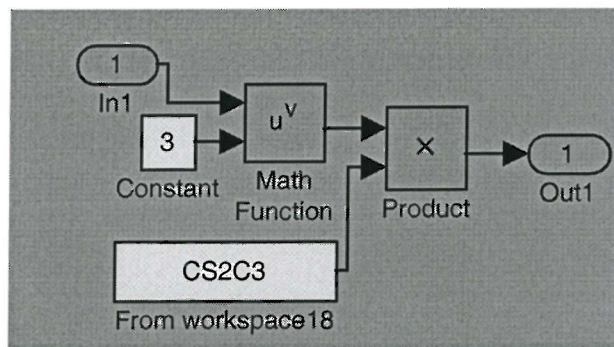 1
In1
3
Constant
u^v
Math
Function
×
Product
1
Out1
CS2C3
From workspace18